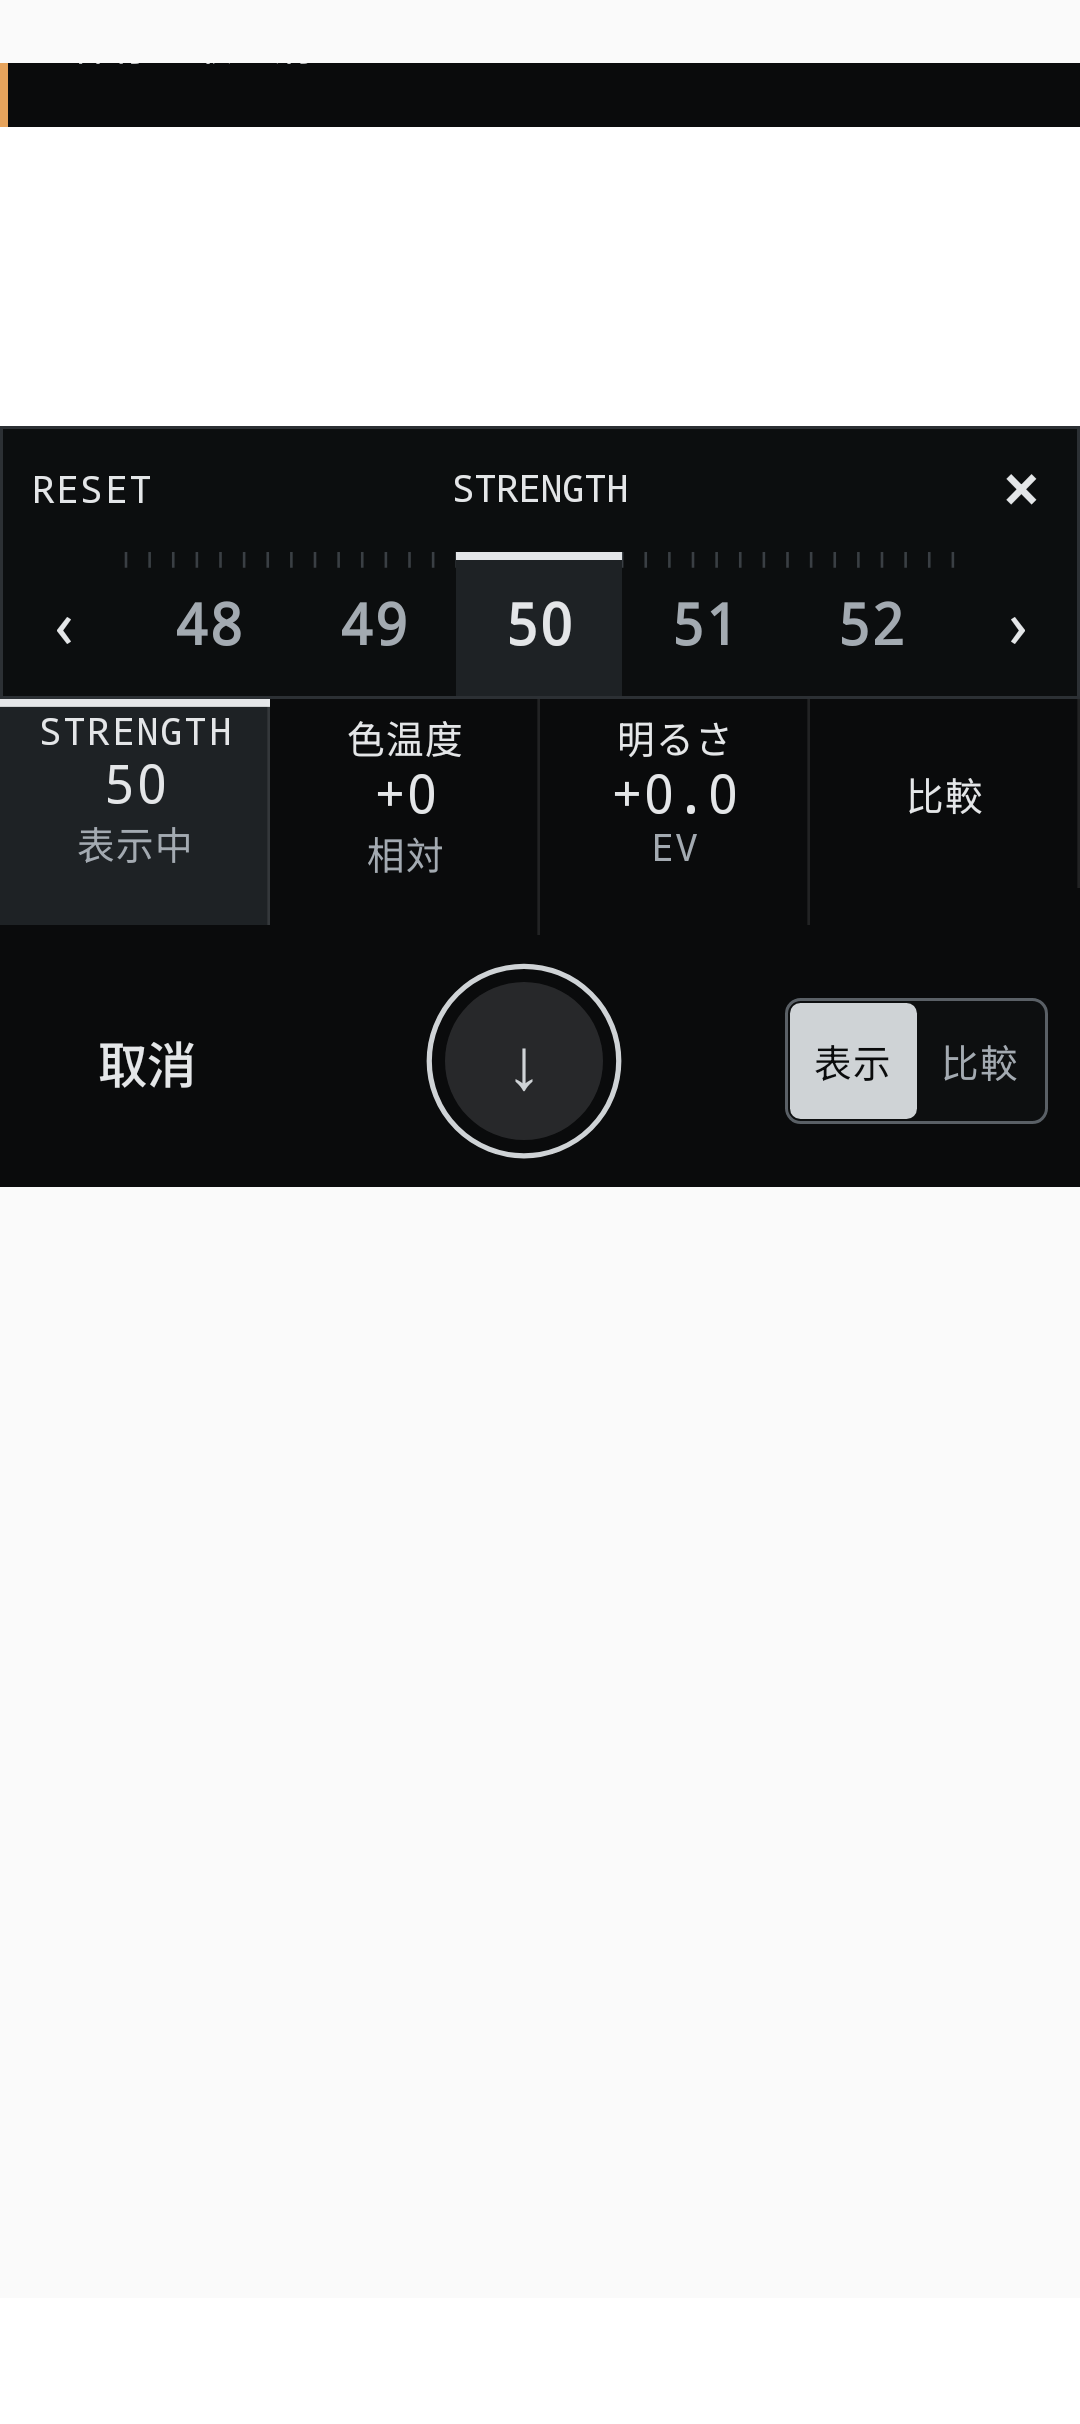 RESET STRENGTH ×
‹ 48 49 50 51 52 ›
STRENGTH 色温度 明るさ 比較
50 +0 +0.0
表示中 相対 EV
取消 ↓ 表示 比較